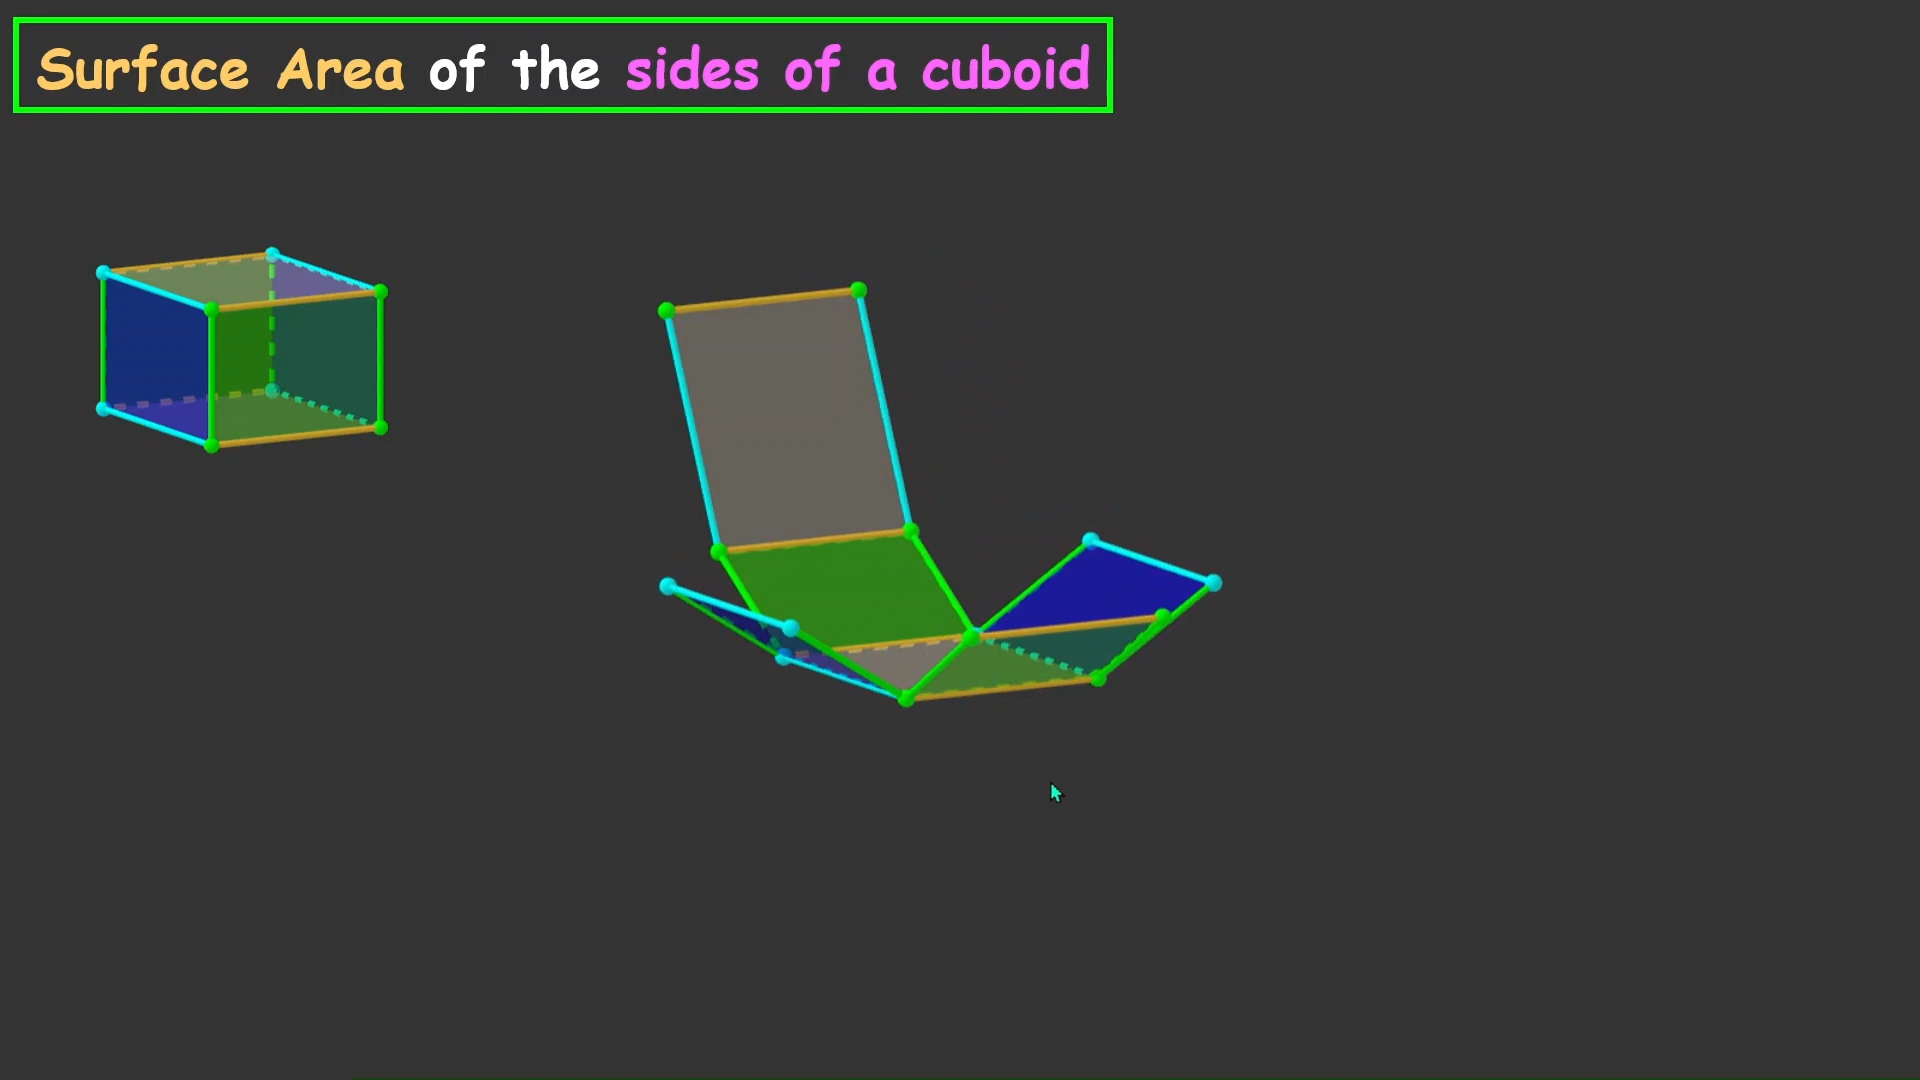 Surface Area of the sides of a cuboid